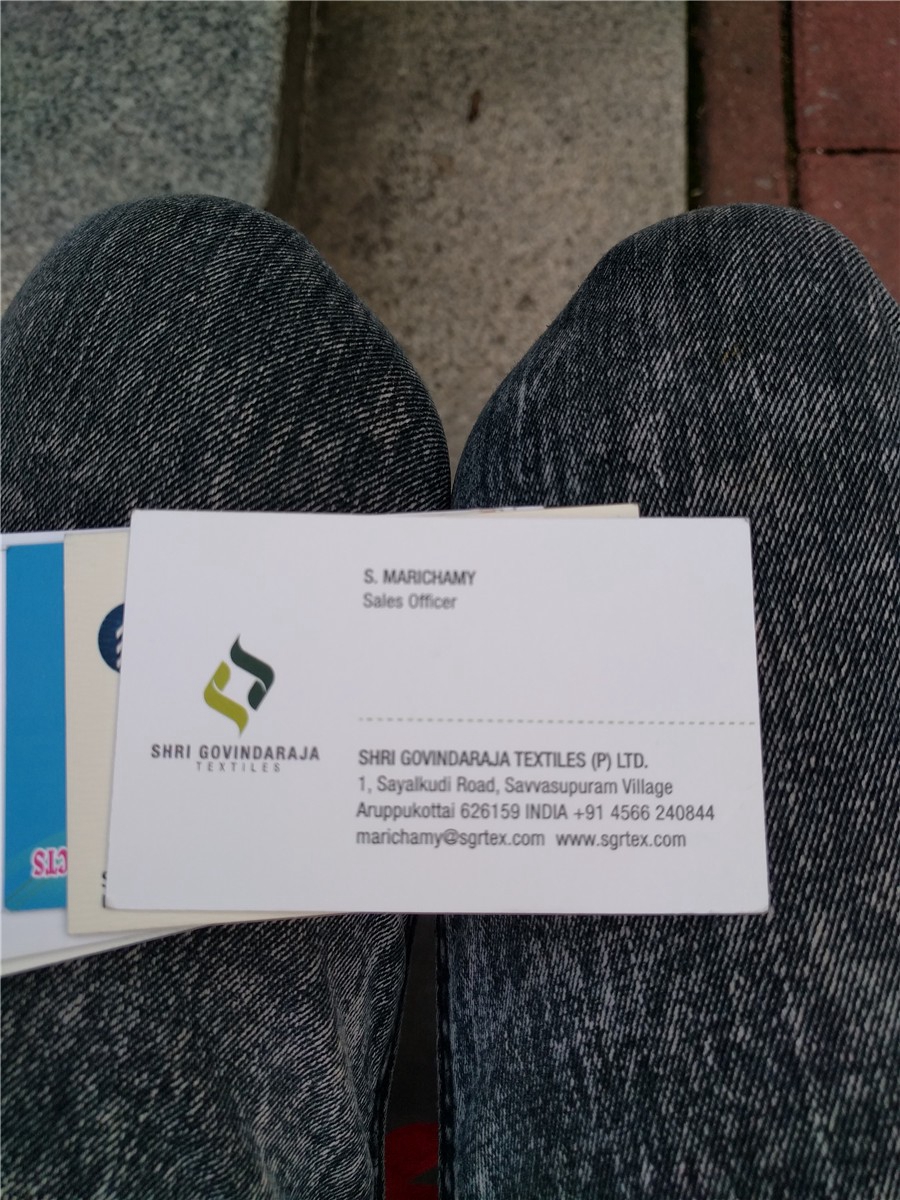 S. MARICHAMY
Sales Officer
SHRI GOVINDARAJA
TEXTILES
SHRI GOVINDARAJA TEXTILES (P) LTD.
1, Sayalkudi Road, Savvasupuram Village
Aruppukottai 626159 INDIA +91 4566 240844
marichamy@sgrtex.com www.sgrtex.com
CTS